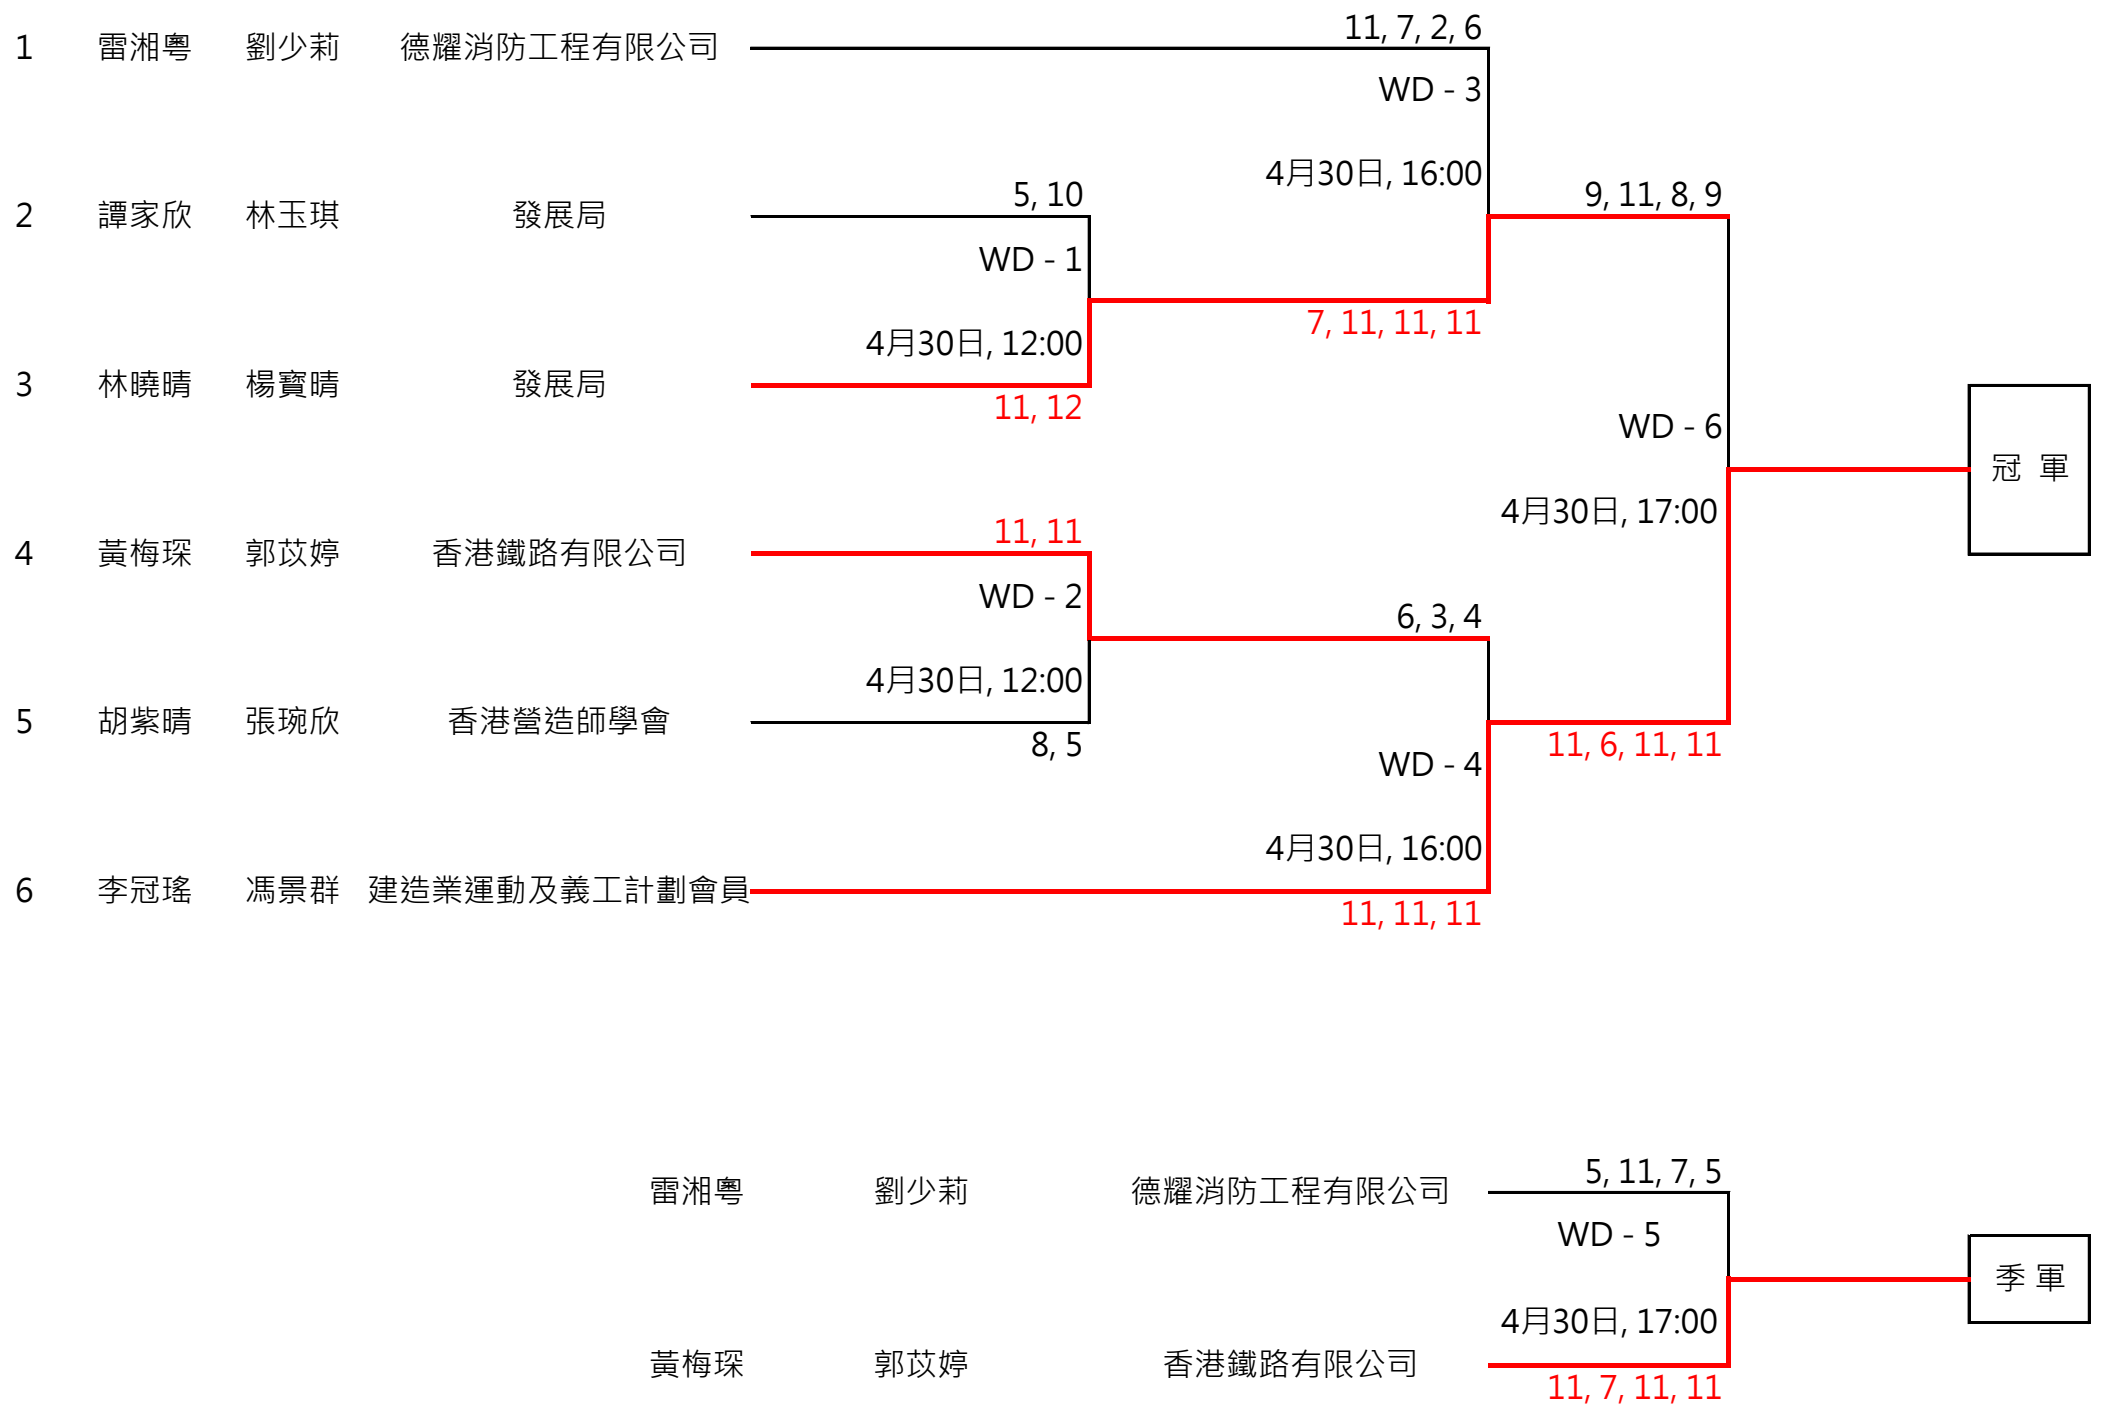 11, 7, 2, 6
1 雷湘粵 劉少莉 德耀消防工程有限公司
WD - 3
4月30日, 16:00
5, 10
9, 11, 8, 9
2 譚家欣 林玉琪 發展局
WD - 1
7, 11, 11, 11
4月30日, 12:00
3 林曉晴 楊寳晴 發展局
11, 12
WD - 6
冠 軍
4月30日, 17:00
11, 11
4 黃梅琛 郭苡婷 香港鐵路有限公司
WD - 2
6, 3, 4
4月30日, 12:00
5 胡紫晴 張琬欣 香港營造師學會
8, 5
11, 6, 11, 11
WD - 4
4月30日, 16:00
6 李冠瑤 馮景群 建造業運動及義工計劃會員
11, 11, 11
5, 11, 7, 5
雷湘粵 劉少莉 德耀消防工程有限公司
WD - 5
季 軍
4月30日, 17:00
黃梅琛 郭苡婷 香港鐵路有限公司
11, 7, 11, 11